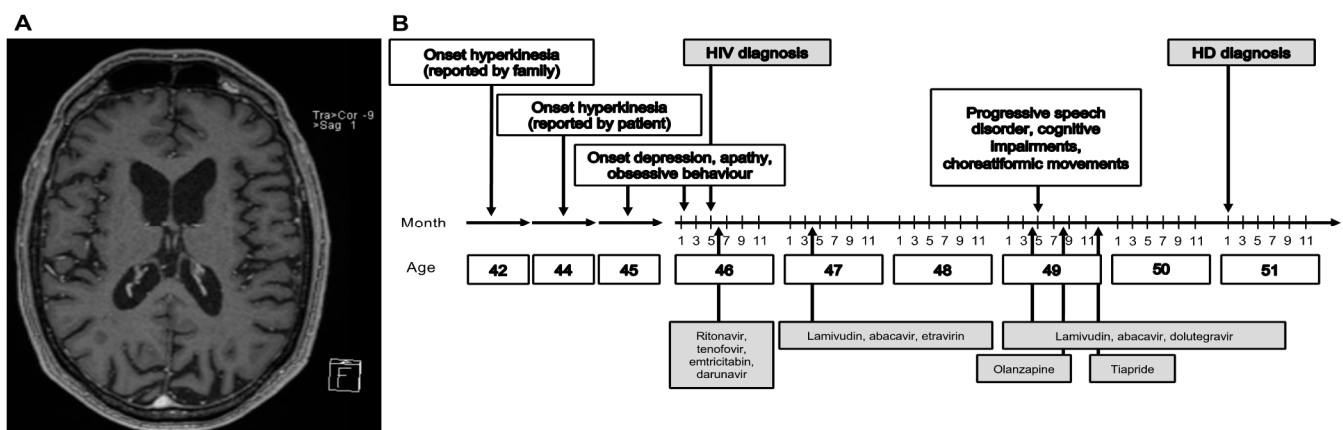 A
Tra>Cor -9
>Sag 1
F
B
Onset hyperkinesia
(reported by family)
HIV diagnosis
HD diagnosis
Onset hyperkinesia
(reported by patient)
Progressive speech
disorder, cognitive
impairments,
choreatiformic movements
Onset depression, apathy,
obsessive behaviour
Month
1 3 5 7 9 11
1 3 5 7 9 11
1 3 5 7 9 11
1 3 5 7 9 11
1 3 5 7 9 11
1 3 5 7 9 11
Age
42 44 45 46 47 48 49 50 51
Ritonavir,
tenofovir,
emtricitabin,
darunavir
Lamivudin, abacavir, etravirin
Lamivudin, abacavir, dolutegravir
Olanzapine
Tiapride